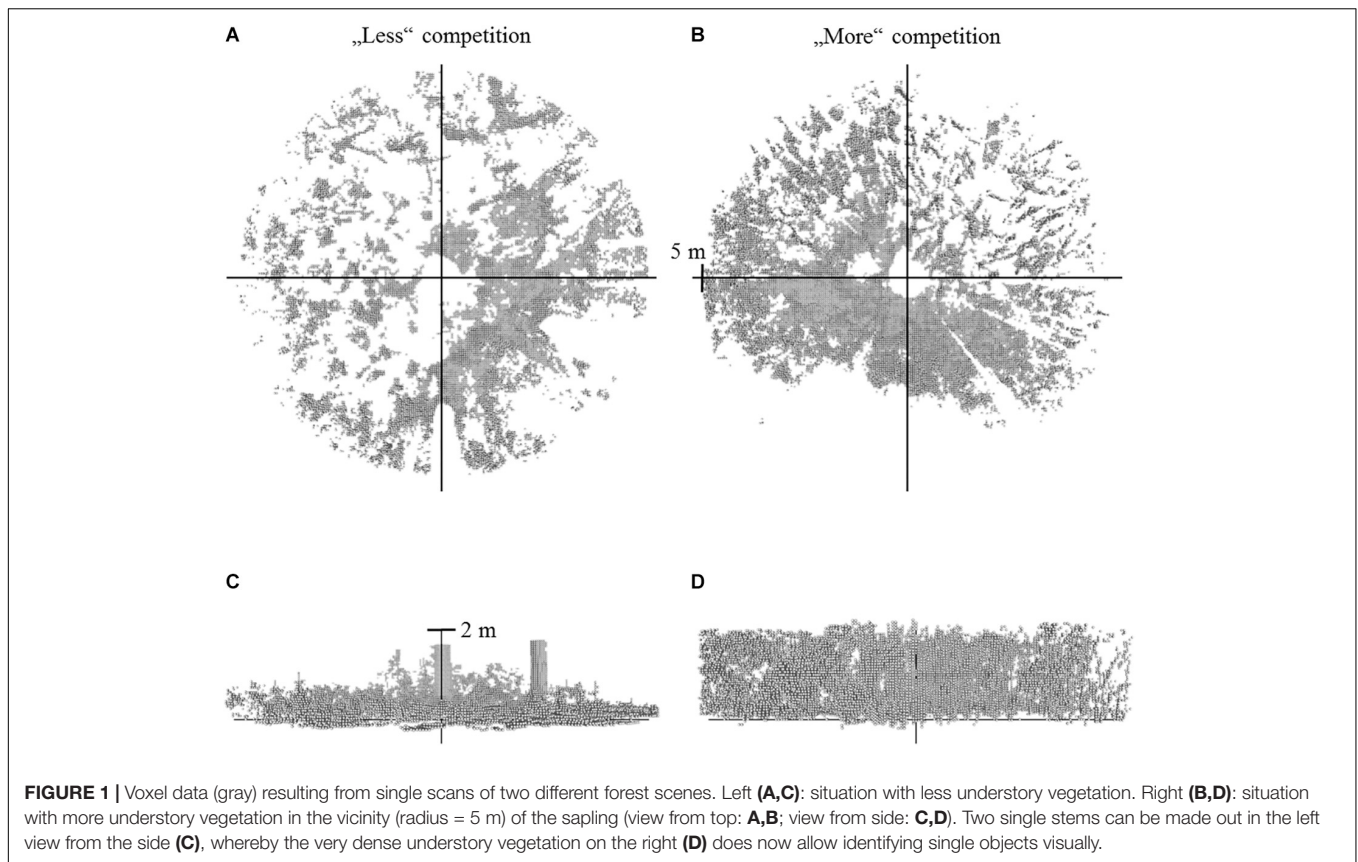 A
„Less“ competition
B
„More“ competition
5 m
C
2 m
D
FIGURE 1 | Voxel data (gray) resulting from single scans of two different forest scenes. Left (A,C): situation with less understory vegetation. Right (B,D): situation
with more understory vegetation in the vicinity (radius = 5 m) of the sapling (view from top: A,B; view from side: C,D). Two single stems can be made out in the left
view from the side (C), whereby the very dense understory vegetation on the right (D) does now allow identifying single objects visually.